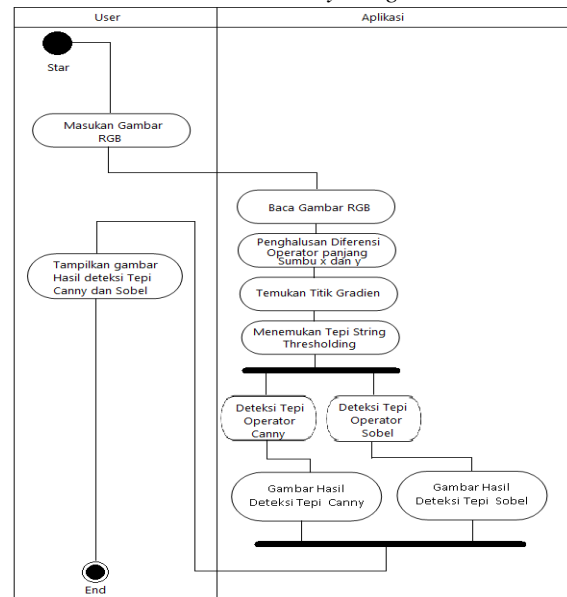 User
Aplikasi
Star
Masukan Gambar
RGB
Baca Gambar RGB
Penghalusan Diferensi
Operator panjang
Sumbu x dan y
Tampilkan gambar
Hasil deteksi Tepi
Canny dan Sobel
Temukan Titik Gradien
Menemukan Tepi String
Thresholding
Deteksi Tepi
Operator
Canny
Deteksi Tepi
Operator
Sobel
Gambar Hasil
Deteksi Tepi Canny
Gambar Hasil
Deteksi Tepi Sobel
End